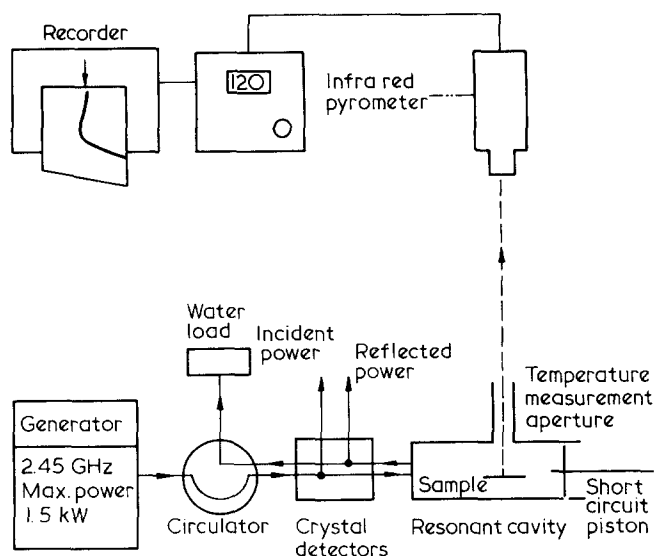 Recorder
120
Infra red
pyrometer
Water
load
Incident
power
Reflected
power
Temperature
measurement
aperture
Generator
2.45 GHz
Max. power
1.5 kW
Circulator
Crystal
detectors
Sample
Resonant cavity
Short
circuit
piston